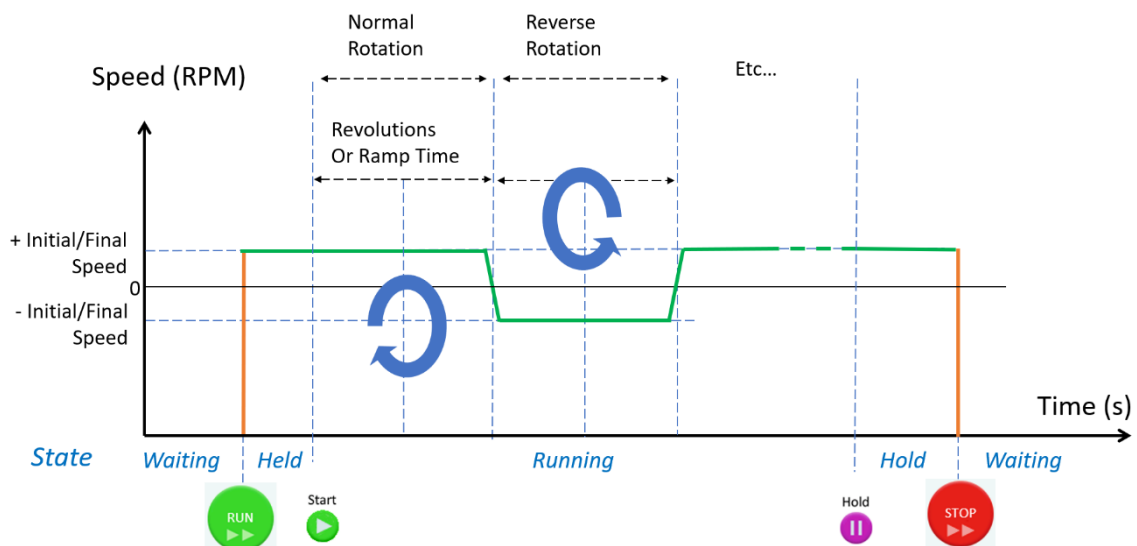 Normal
Rotation
Reverse
Rotation
Etc...
Speed (RPM)
Revolutions
Or Ramp Time
+ Initial/Final
Speed
0
- Initial/Final
Speed
Time (s)
State
Waiting
Held
Running
Hold
Waiting
RUN
Start
Hold
STOP